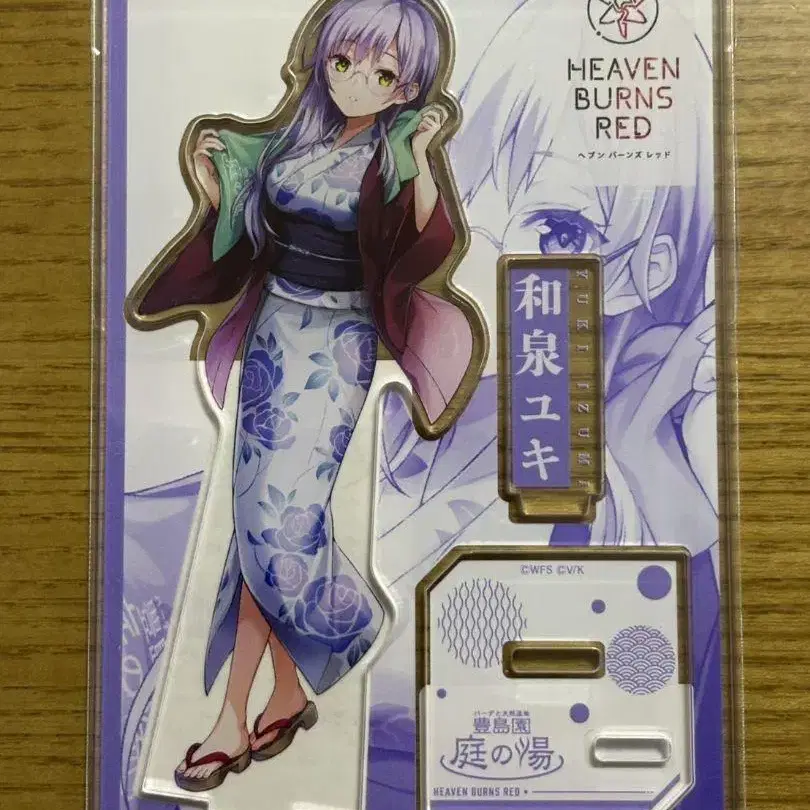 HEAVEN
BURNS
RED
ヘブン バーンズ レッド
和泉ユキ
YUKI IZUMI
©WFS ©V/K
バーデと天然温泉
豊島園
庭の湯
HEAVEN BURNS RED